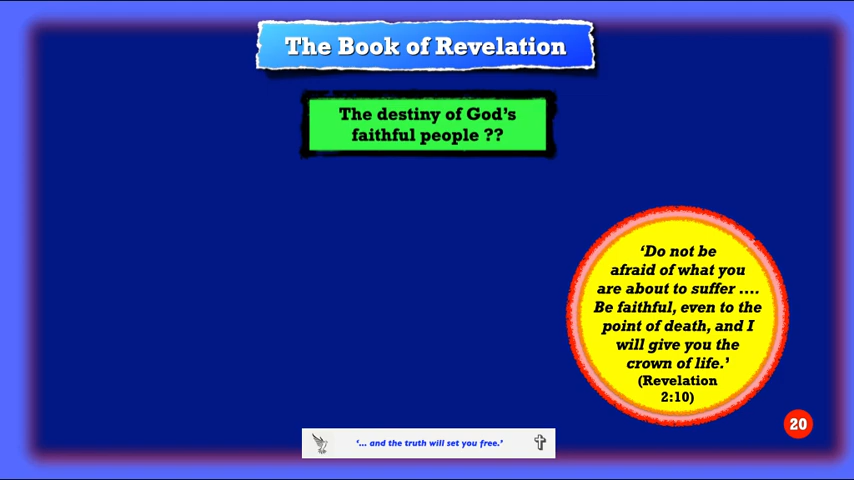 The Book of Revelation
The destiny of God's
faithful people ??
‘Do not be
afraid of what you
are about to suffer ....
Be faithful, even to the
point of death, and I
will give you the
crown of life.’
(Revelation
2:10)
20
‘... and the truth will set you free.’